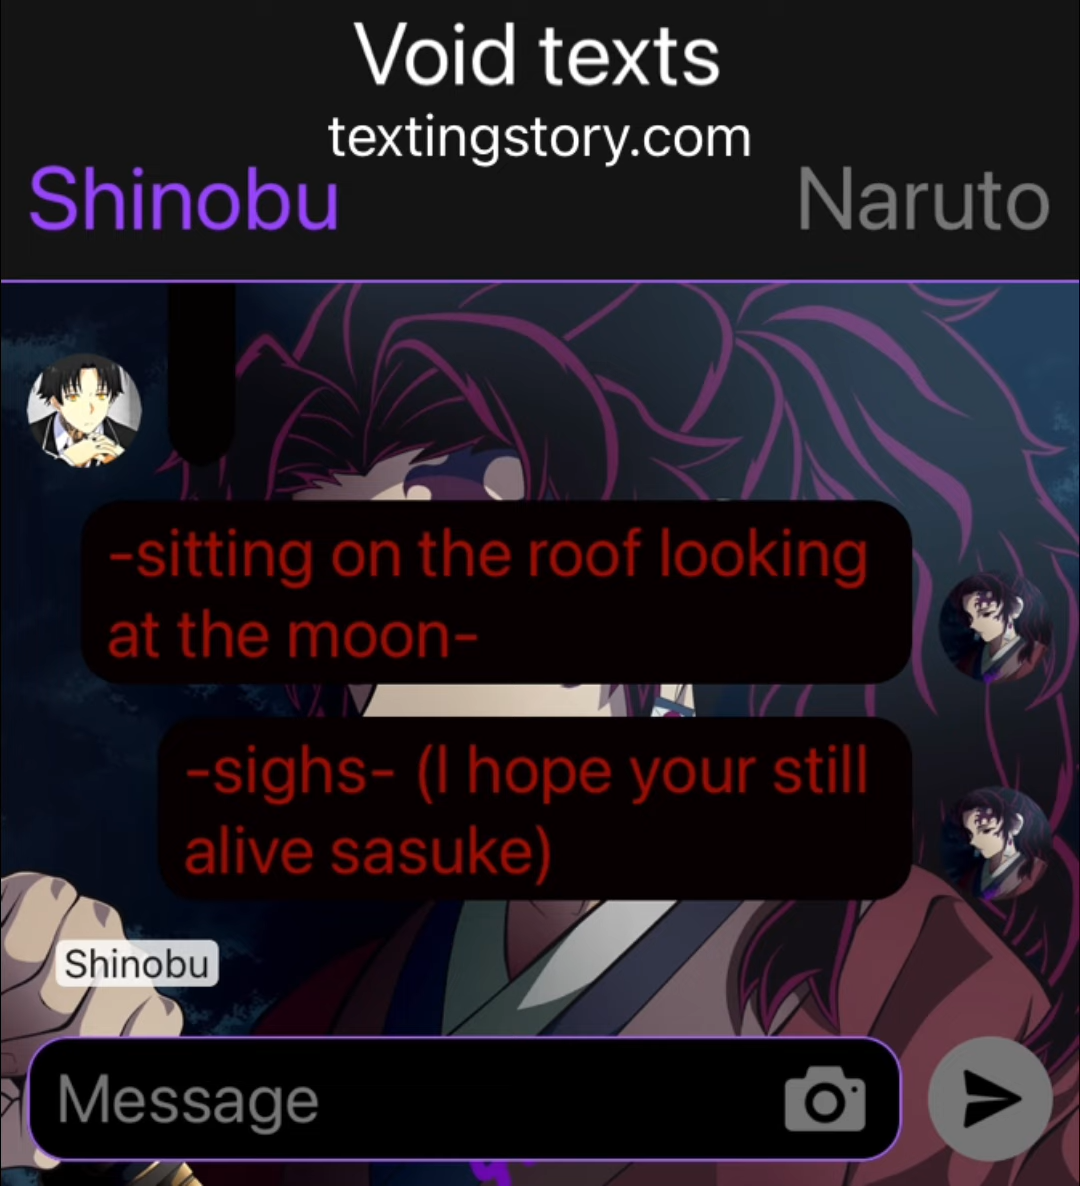 Void texts
textingstory.com
Shinobu
Naruto
-sitting on the roof looking
at the moon-
-sighs- (I hope your still
alive sasuke)
Shinobu
Message